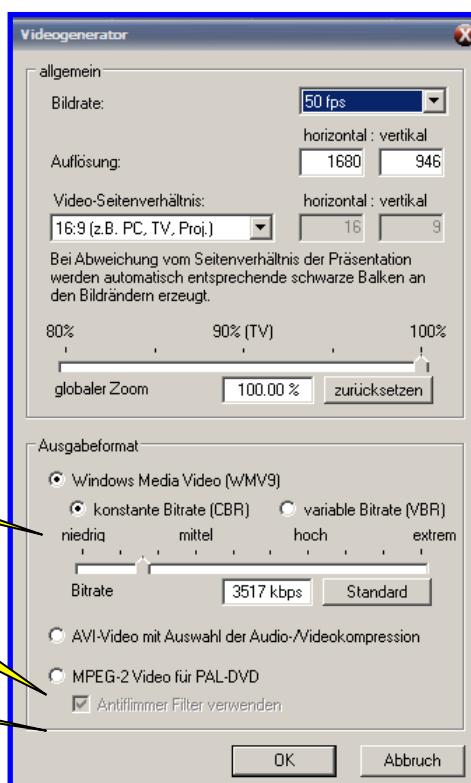 Videogenerator
allgemein
Bildrate: 50 fps
horizontal : vertikal
Auflösung: 1680 946
Video-Seitenverhältnis: horizontal : vertikal
16:9 (z.B. PC, TV, Proj.) 16 9
Bei Abweichung vom Seitenverhältnis der Präsentation
werden automatisch entsprechende schwarze Balken an
den Bildrändern erzeugt.
80% 90% (TV) 100%
globaler Zoom 100.00 % zurücksetzen
Ausgabeformat
Windows Media Video (WMV9)
konstante Bitrate (CBR) variable Bitrate (VBR)
niedrig mittel hoch extrem
Bitrate 3517 kbps Standard
AVI-Video mit Auswahl der Audio-/Videokompression
MPEG-2 Video für PAL-DVD
Antiflimmer Filter verwenden
OK Abbruch